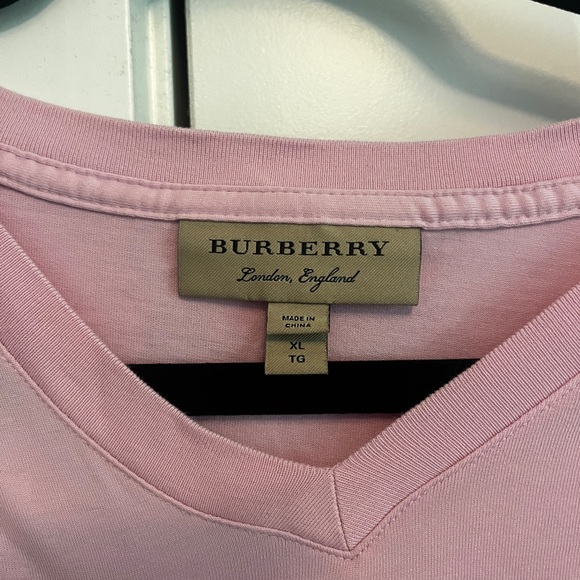 BURBERRY
London, England
MADE IN
CHINA
XL
TG